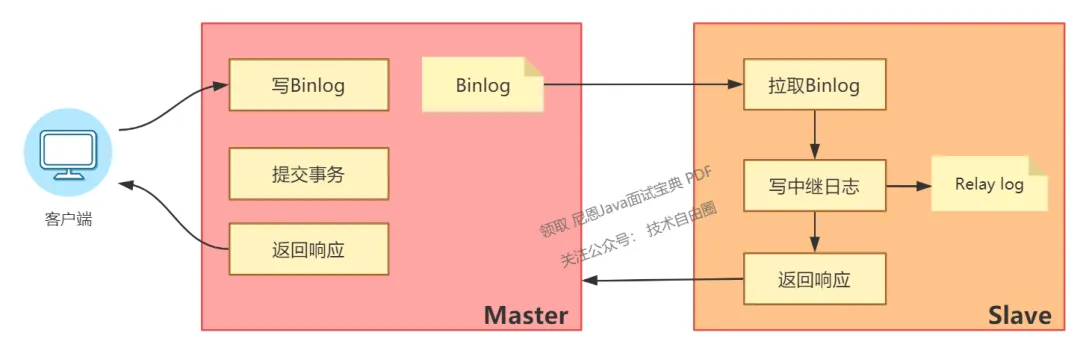 客户端
写Binlog
提交事务
返回响应
Binlog
Master
领取 尼恩Java面试宝典 PDF
关注公众号： 技术自由圈
拉取Binlog
写中继日志
返回响应
Relay log
Slave